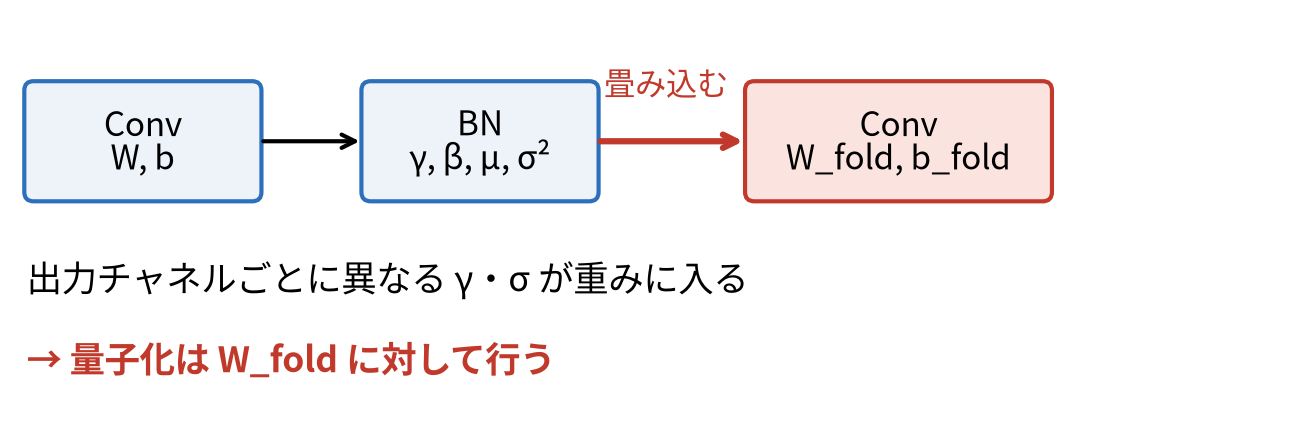 Conv
W, b
BN
γ, β, μ, σ²
畳み込む
Conv
W_fold, b_fold
出力チャネルごとに異なる γ・σ が重みに入る
→ 量子化は W_fold に対して行う